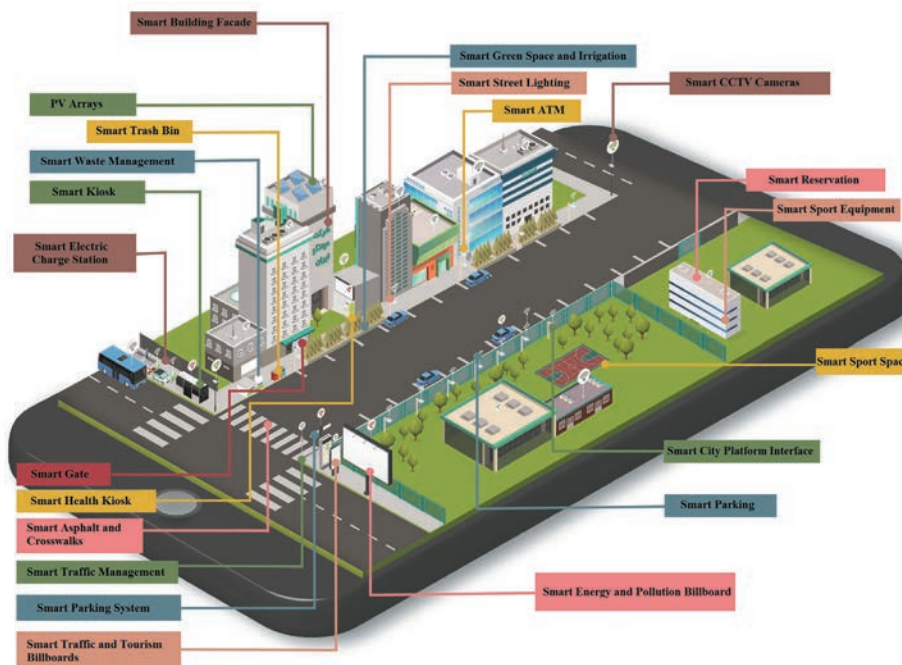 Smart Building Facade
Smart Green Space and Irrigation
Smart Street Lighting
Smart CCTV Cameras
PV Arrays
Smart ATM
Smart Trash Bin
Smart Waste Management
Smart Kiosk
Smart Reservation
Smart Sport Equipment
Smart Electric
Charge Station
Smart Sport Spac
Smart City Platform Interface
Smart Gate
Smart Health Kiosk
Smart Parking
Smart Asphalt and
Crosswalks
Smart Traffic Management
Smart Energy and Pollution Billboard
Smart Parking System
Smart Traffic and Tourism
Billboards